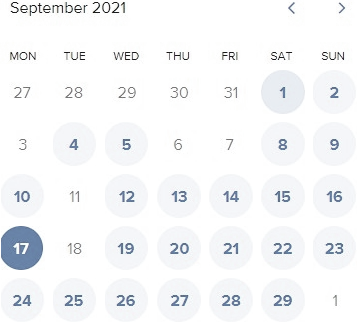 September 2021
MON TUE WED THU FRI SAT SUN
27 28 29 30 31 1 2
3 4 5 6 7 8 9
10 11 12 13 14 15 16
17 18 19 20 21 22 23
24 25 26 27 28 29 1